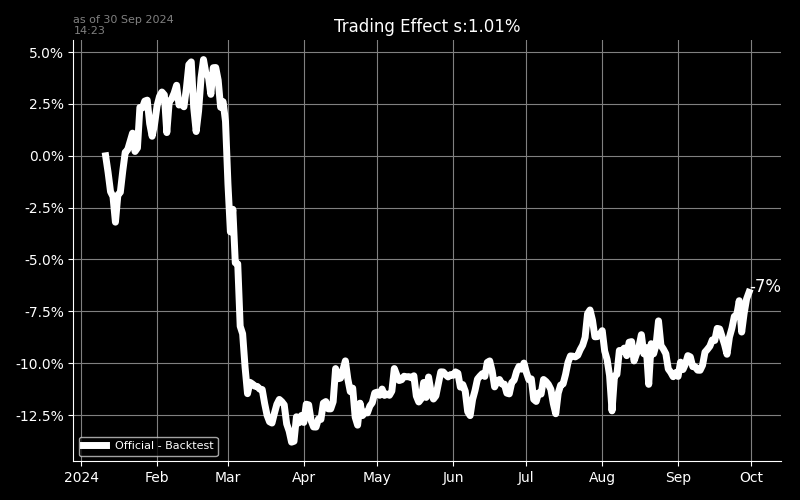 as of 30 Sep 2024
14:23
Trading Effect s:1.01%
5.0%
2.5%
0.0%
-2.5%
-5.0%
-7.5%
-10.0%
-12.5%
-7%
Official - Backtest
2024 Feb Mar Apr May Jun Jul Aug Sep Oct